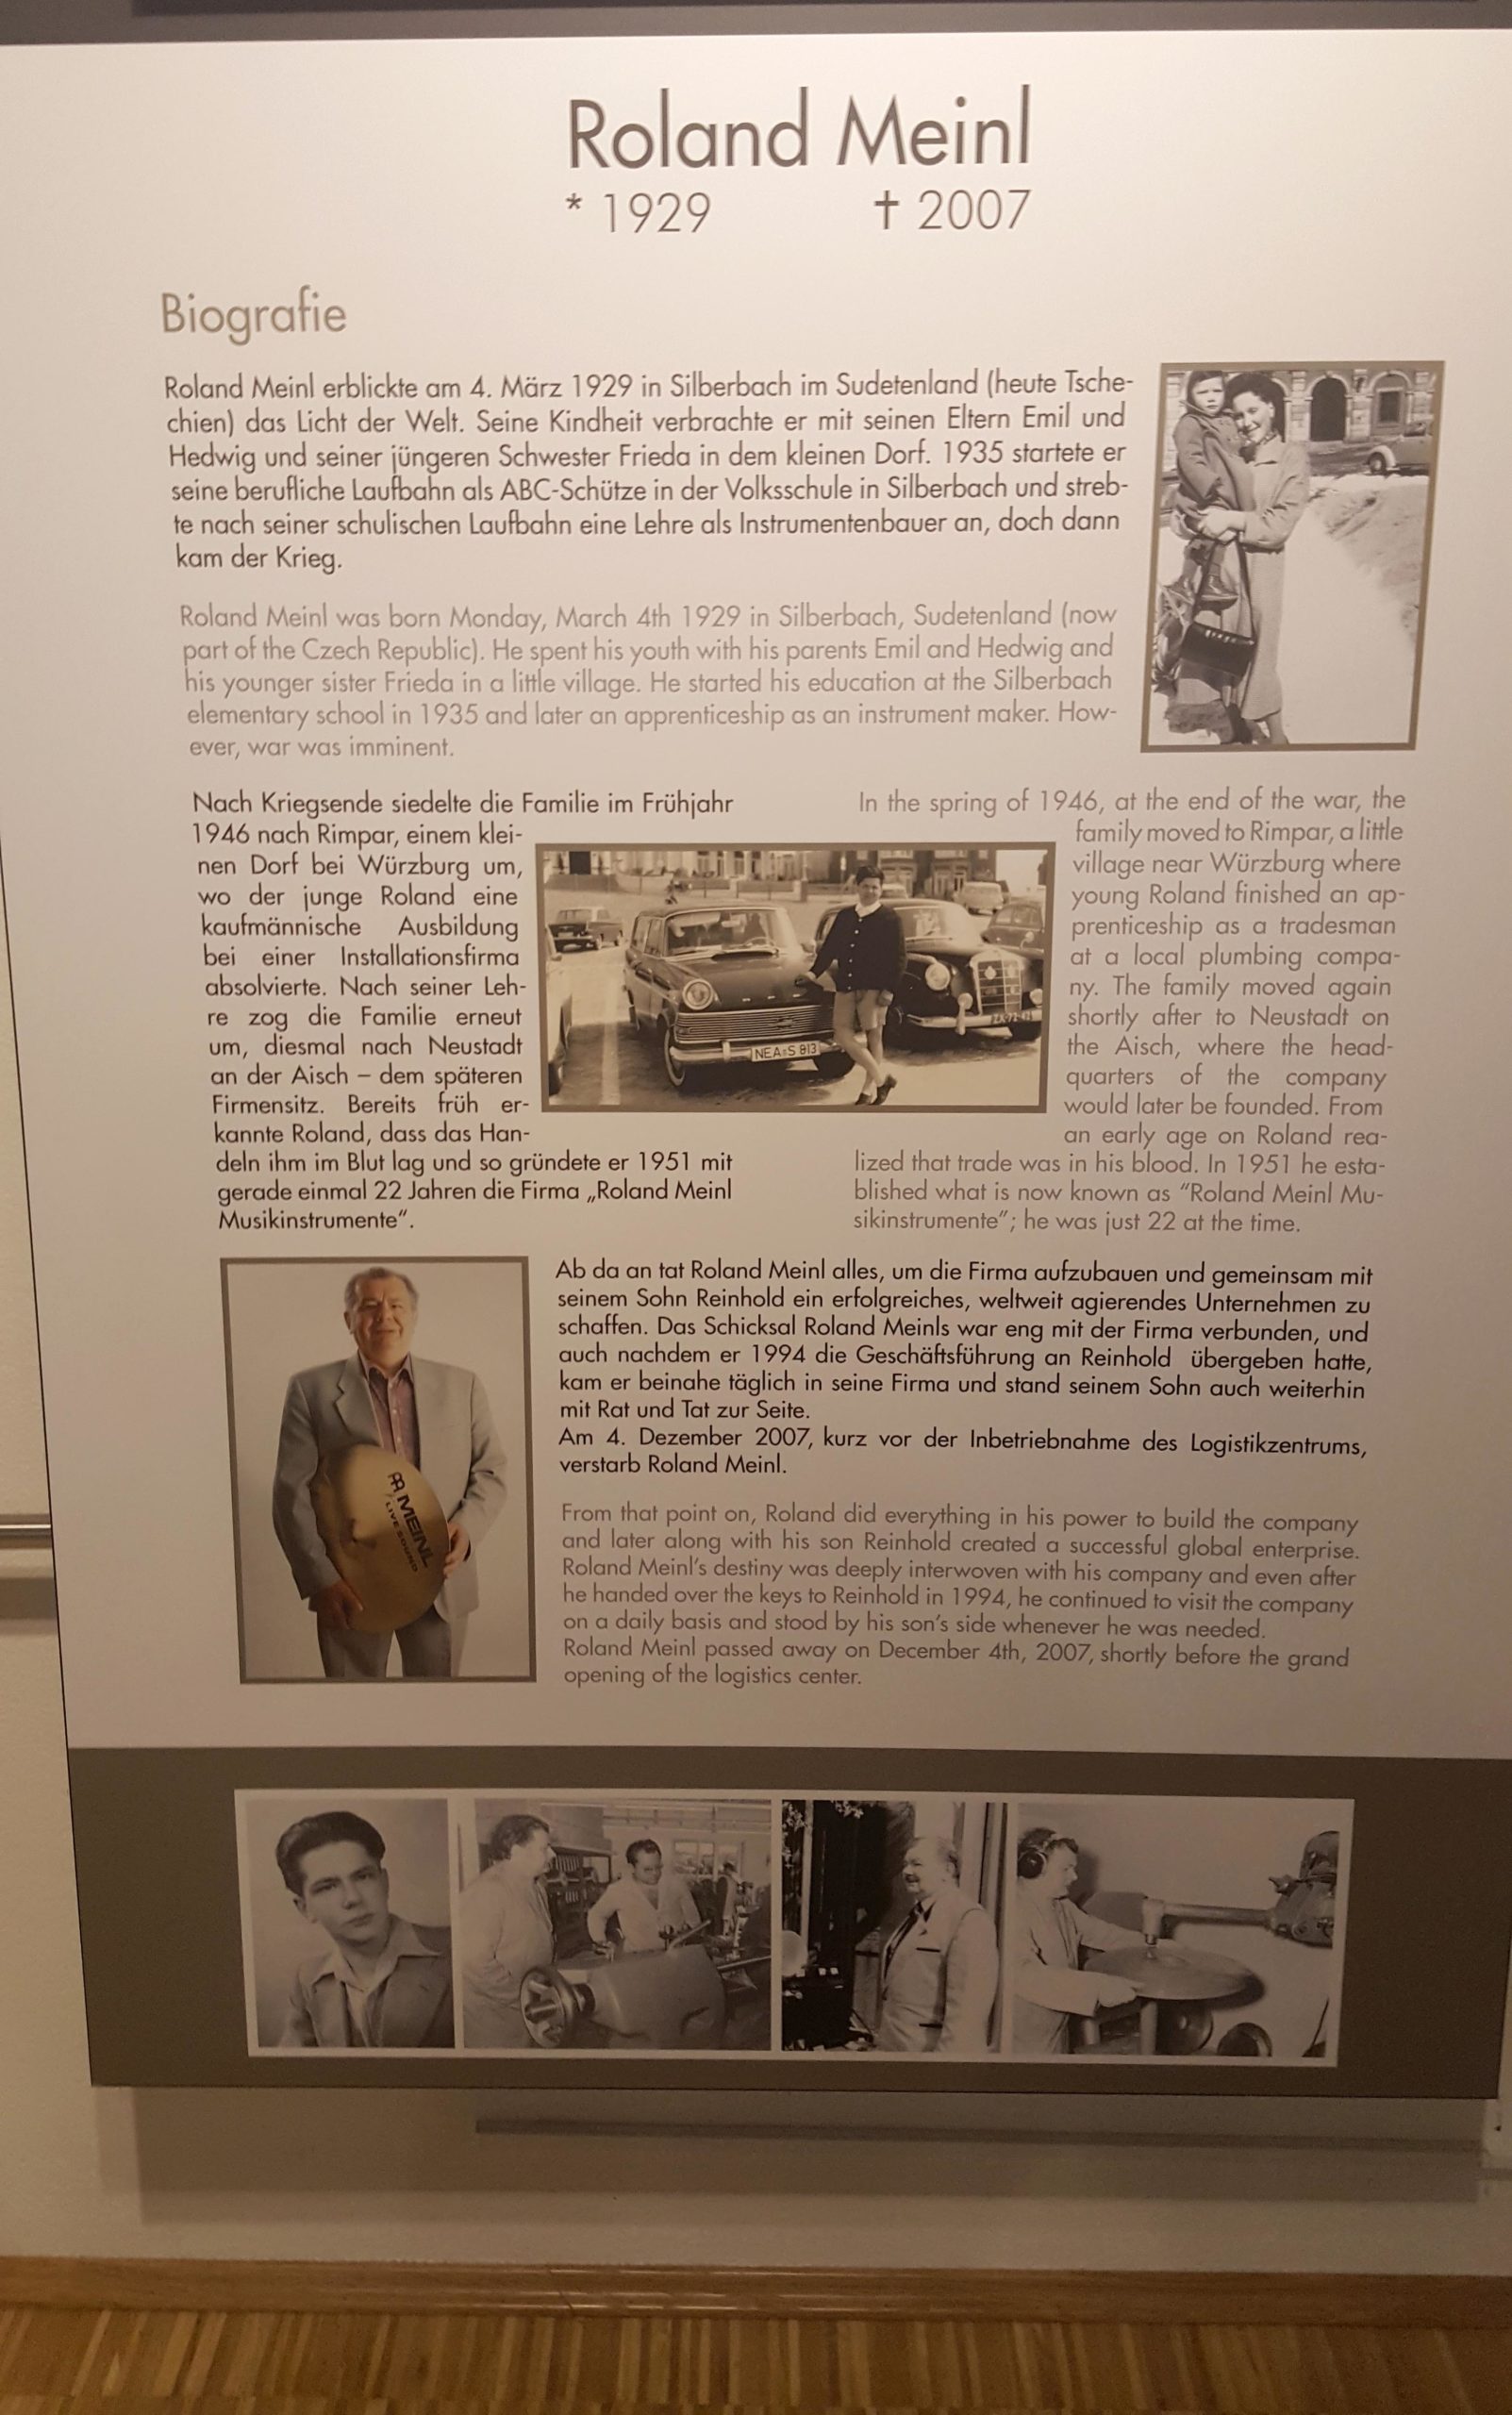 Roland Meinl
* 1929 † 2007
Biografie
Roland Meinl erblickte am 4. März 1929 in Silberbach im Sudetenland (heute Tsche-
chien) das Licht der Welt. Seine Kindheit verbrachte er mit seinen Eltern Emil und
Hedwig und seiner jüngeren Schwester Frieda in dem kleinen Dorf. 1935 startete er
seine berufliche Laufbahn als ABC-Schütze in der Volksschule in Silberbach und streb-
te nach seiner schulischen Laufbahn eine Lehre als Instrumentenbauer an, doch dann
kam der Krieg.
Roland Meinl was born Monday, March 4th 1929 in Silberbach, Sudetenland (now
part of the Czech Republic). He spent his youth with his parents Emil and Hedwig and
his younger sister Frieda in a little village. He started his education at the Silberbach
elementary school in 1935 and later an apprenticeship as an instrument maker. How-
ever, war was imminent.
Nach Kriegsende siedelte die Familie im Frühjahr
1946 nach Rimpar, einem klei-
nen Dorf bei Würzburg um,
wo der junge Roland eine
kaufmännische Ausbildung
bei einer Installationsfirma
absolvierte. Nach seiner Leh-
re zog die Familie erneut
um, diesmal nach Neustadt
an der Aisch – dem späteren
Firmensitz. Bereits früh er-
kannte Roland, dass das Han-
deln ihm im Blut lag und so gründete er 1951 mit
gerade einmal 22 Jahren die Firma „Roland Meinl
Musikinstrumente“.
NEA-S 813
In the spring of 1946, at the end of the war, the
family moved to Rimpar, a little
village near Würzburg where
young Roland finished an ap-
prenticeship as a tradesman
at a local plumbing compa-
ny. The family moved again
shortly after to Neustadt on
the Aisch, where the head-
quarters of the company
would later be founded. From
an early age on Roland rea-
lized that trade was in his blood. In 1951 he esta-
blished what is now known as “Roland Meinl Mu-
sikinstrumente”; he was just 22 at the time.
MEINL
LIVE SOUND
Ab da an tat Roland Meinl alles, um die Firma aufzubauen und gemeinsam mit
seinem Sohn Reinhold ein erfolgreiches, weltweit agierendes Unternehmen zu
schaffen. Das Schicksal Roland Meinls war eng mit der Firma verbunden, und
auch nachdem er 1994 die Geschäftsführung an Reinhold übergeben hatte,
kam er beinahe täglich in seine Firma und stand seinem Sohn auch weiterhin
mit Rat und Tat zur Seite.
Am 4. Dezember 2007, kurz vor der Inbetriebnahme des Logistikzentrums,
verstarb Roland Meinl.
From that point on, Roland did everything in his power to build the company
and later along with his son Reinhold created a successful global enterprise.
Roland Meinl's destiny was deeply interwoven with his company and even after
he handed over the keys to Reinhold in 1994, he continued to visit the company
on a daily basis and stood by his son's side whenever he was needed.
Roland Meinl passed away on December 4th, 2007, shortly before the grand
opening of the logistics center.